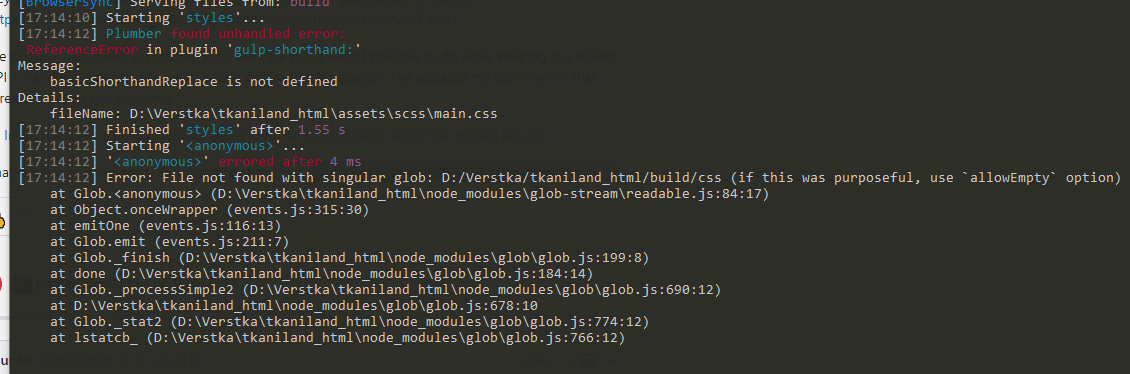 [Browsersync] Serving files from: build
[17:14:10] Starting 'styles'...
[17:14:12] Plumber found unhandled error:
ReferenceError in plugin 'gulp-shorthand:'
Message:
basicShorthandReplace is not defined
Details:
fileName: D:\Verstka\tkaniland_html\assets\scss\main.css
[17:14:12] Finished 'styles' after 1.55 s
[17:14:12] Starting '<anonymous>'...
[17:14:12] '<anonymous>' errored after 4 ms
[17:14:12] Error: File not found with singular glob: D:/Verstka/tkaniland_html/build/css (if this was purposeful, use `allowEmpty` option)
at Glob.<anonymous> (D:\Verstka\tkaniland_html\node_modules\glob-stream\readable.js:84:17)
at Object.onceWrapper (events.js:315:30)
at emitOne (events.js:116:13)
at Glob.emit (events.js:211:7)
at Glob._finish (D:\Verstka\tkaniland_html\node_modules\glob\glob.js:199:8)
at done (D:\Verstka\tkaniland_html\node_modules\glob\glob.js:184:14)
at Glob._processSimple2 (D:\Verstka\tkaniland_html\node_modules\glob\glob.js:690:12)
at D:\Verstka\tkaniland_html\node_modules\glob\glob.js:678:10
at Glob._stat2 (D:\Verstka\tkaniland_html\node_modules\glob\glob.js:774:12)
at lstatcb_ (D:\Verstka\tkaniland_html\node_modules\glob\glob.js:766:12)